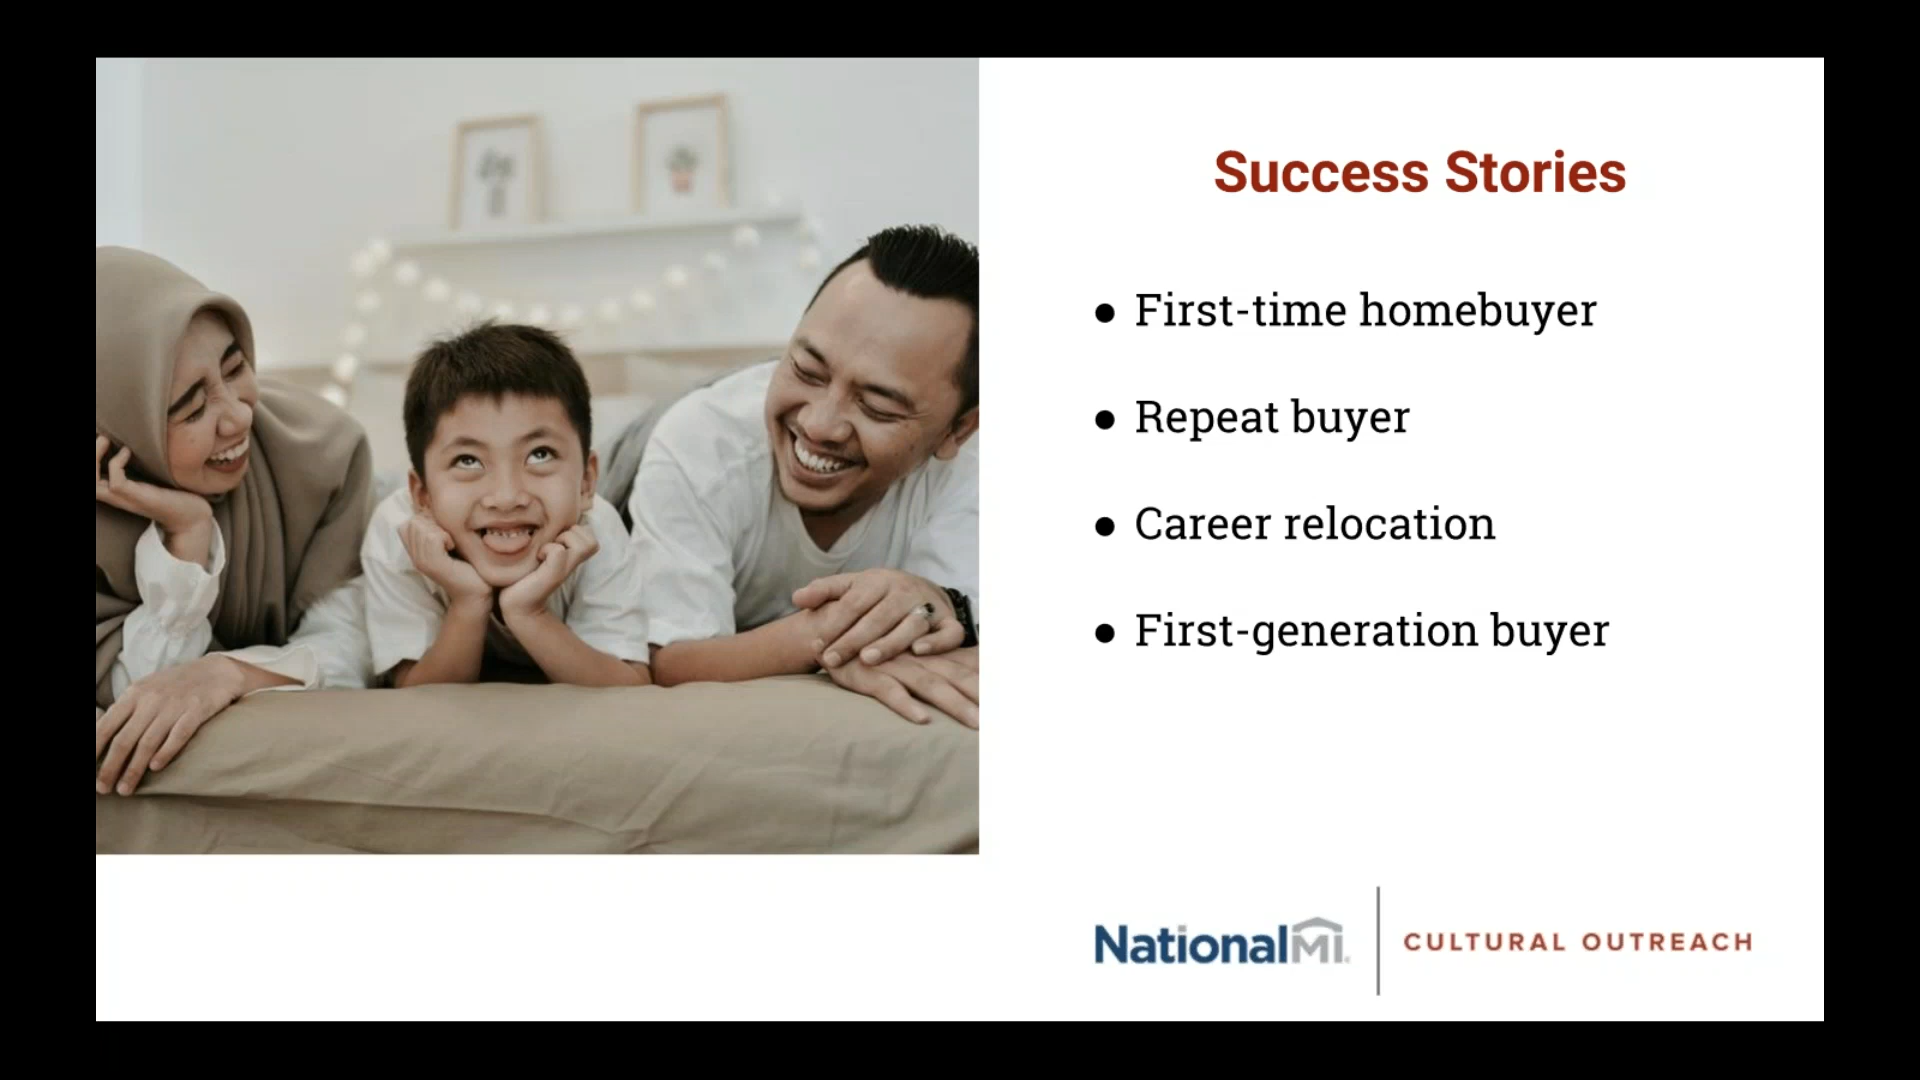 Success Stories
● First-time homebuyer
● Repeat buyer
● Career relocation
● First-generation buyer
NationalMI. | CULTURAL OUTREACH